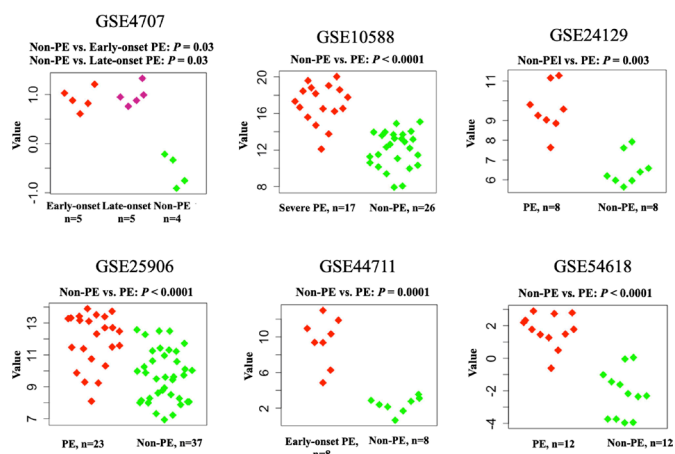 GSE4707
Non-PE vs. Early-onset PE: P = 0.03
Non-PE vs. Late-onset PE: P = 0.03
Value
1.0
0.0
-1.0
Early-onset Late-onset Non-PE
n=5 n=5 n=4
GSE10588
Non-PE vs. PE: P < 0.0001
Value
20
16
12
8
Severe PE, n=17 Non-PE, n=26
GSE24129
Non-PEI vs PE: P = 0.003
Value
11
9
8
6
PE, n=8 Non-PE, n=8
GSE25906
Non-PE vs. PE: P < 0.0001
Value
13
11
9
7
PE, n=23 Non-PE, n=37
GSE44711
Non-PE vs. PE: P = 0.0001
Value
10
6
2
Early-onset PE, Non-PE, n=8
n=8
GSE54618
Non-PE vs. PE: P < 0.0001
Value
2
0
-2
-4
PE, n=12 Non-PE, n=12